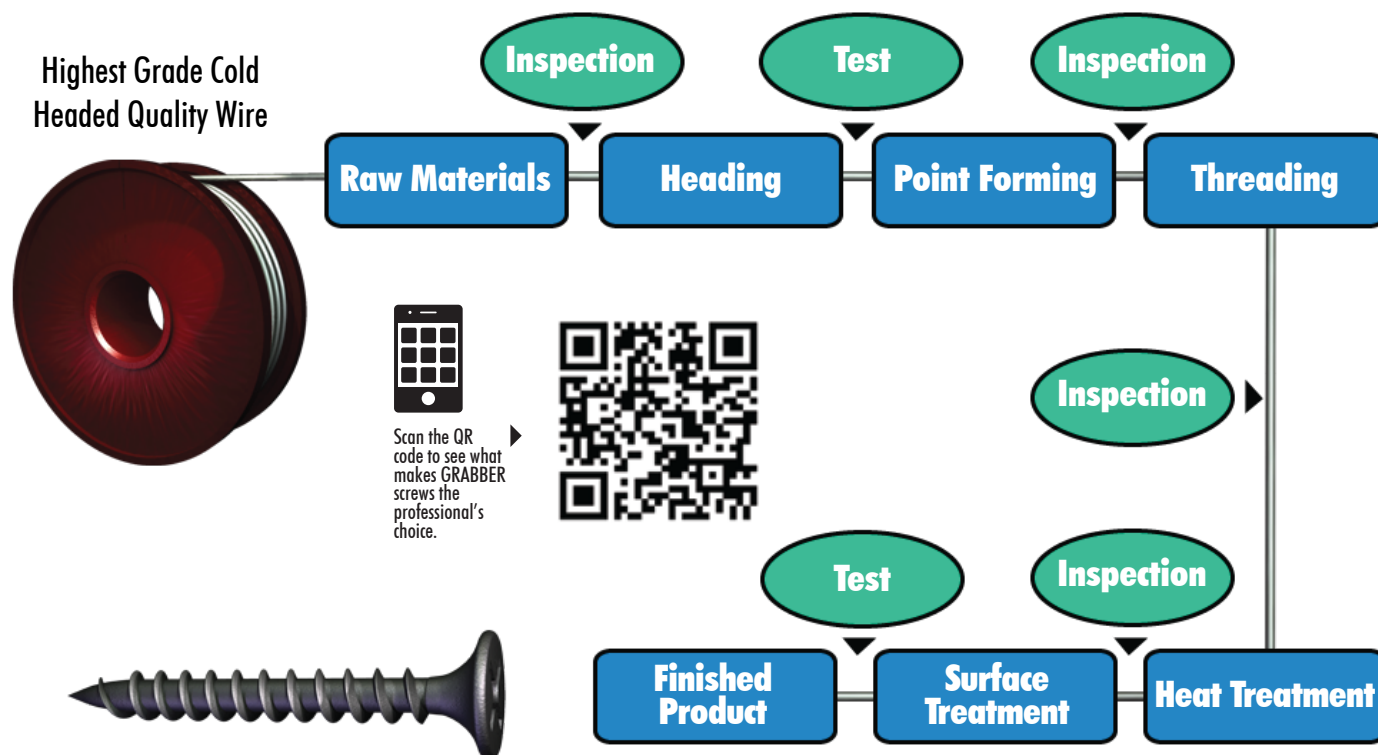 Highest Grade Cold
Headed Quality Wire
Inspection
Test
Inspection
Raw Materials
Heading
Point Forming
Threading
Inspection
Scan the QR
code to see what
makes GRABBER
screws the
professional's
choice.
Test
Inspection
Finished
Product
Surface
Treatment
Heat Treatment